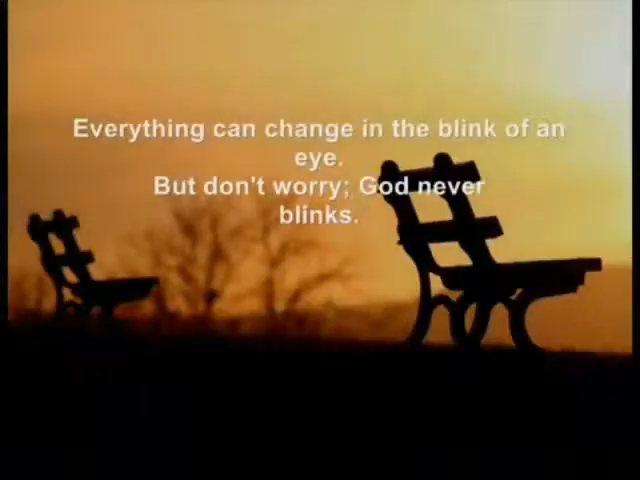 Everything can change in the blink of an
eye.
But don't worry; God never
blinks.